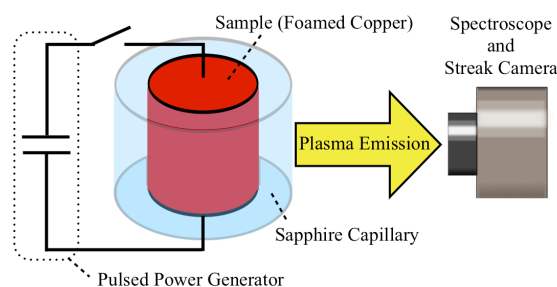 Sample (Foamed Copper)
Spectroscope
and
Streak Camera
Plasma Emission
Sapphire Capillary
Pulsed Power Generator